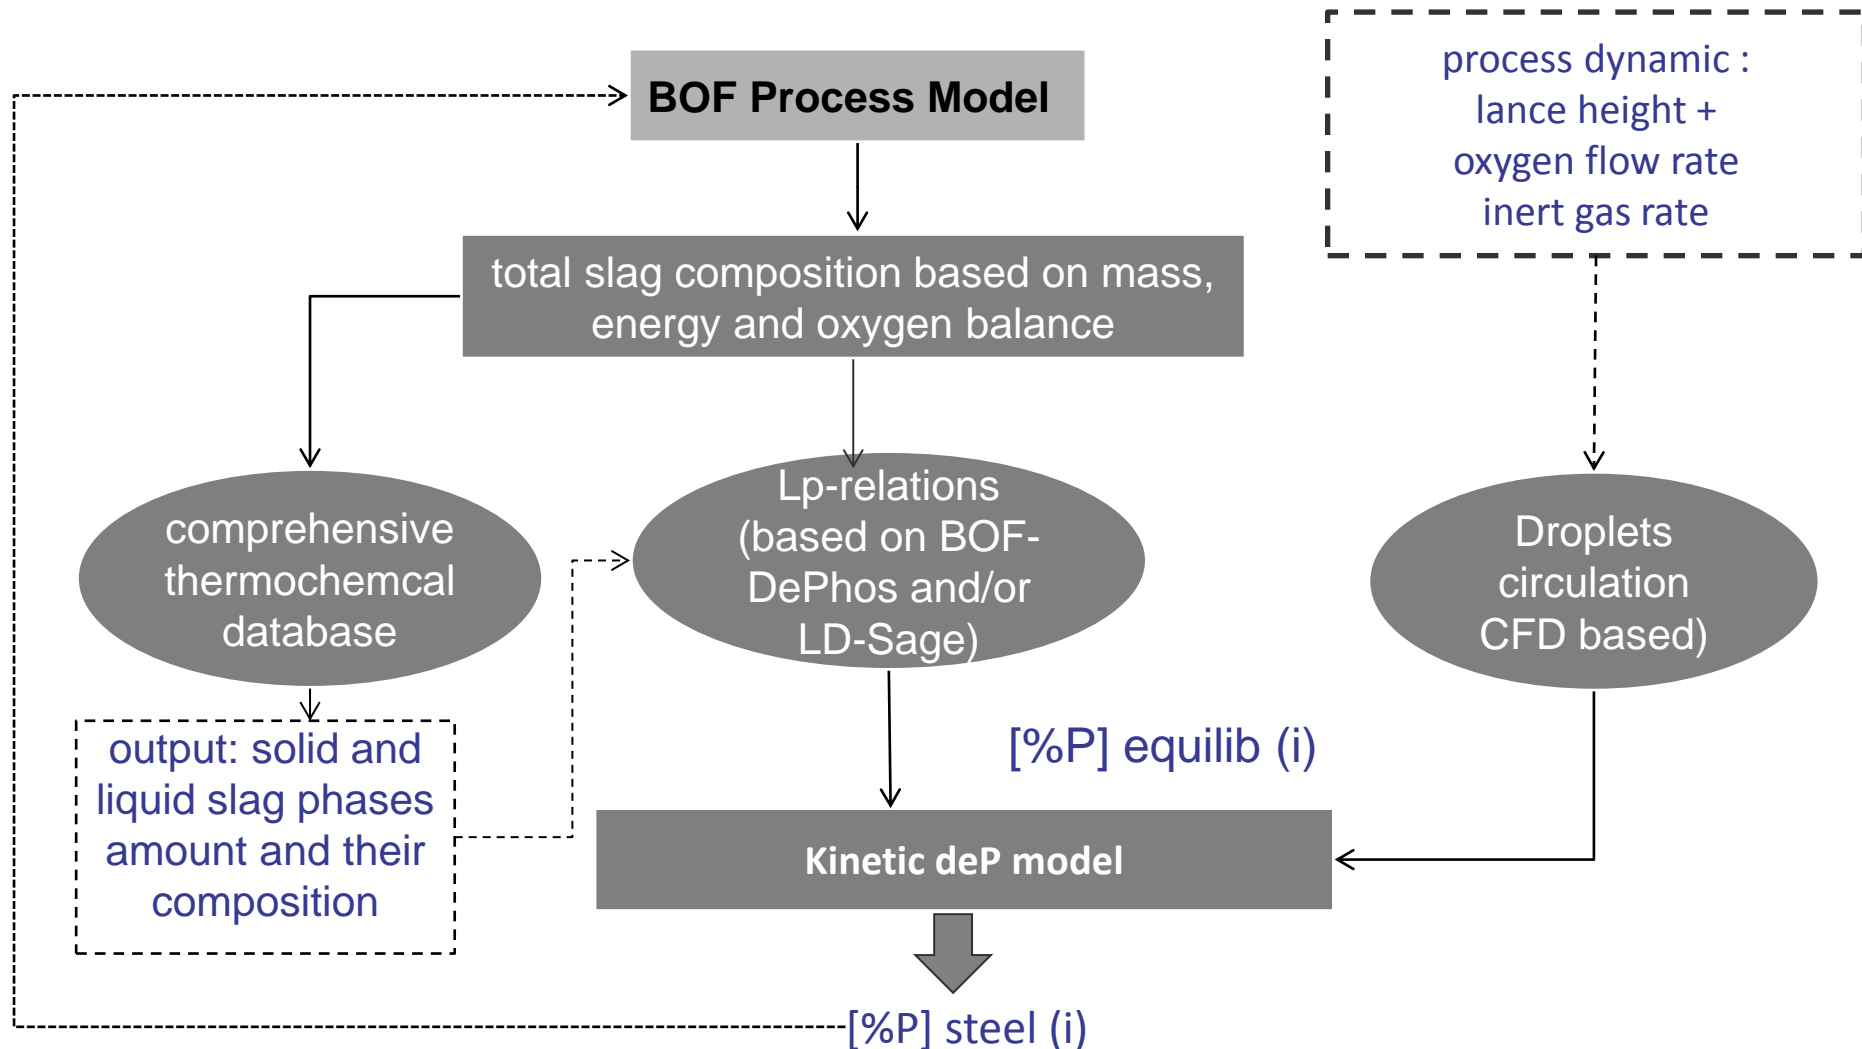 BOF Process Model
process dynamic :
lance height +
oxygen flow rate
inert gas rate
total slag composition based on mass,
energy and oxygen balance
comprehensive
thermochemcal
database
Lp-relations
(based on BOF-
DePhos and/or
LD-Sage)
Droplets
circulation
CFD based)
output: solid and
liquid slag phases
amount and their
composition
[%P] equilib (i)
Kinetic deP model
[%P] steel (i)